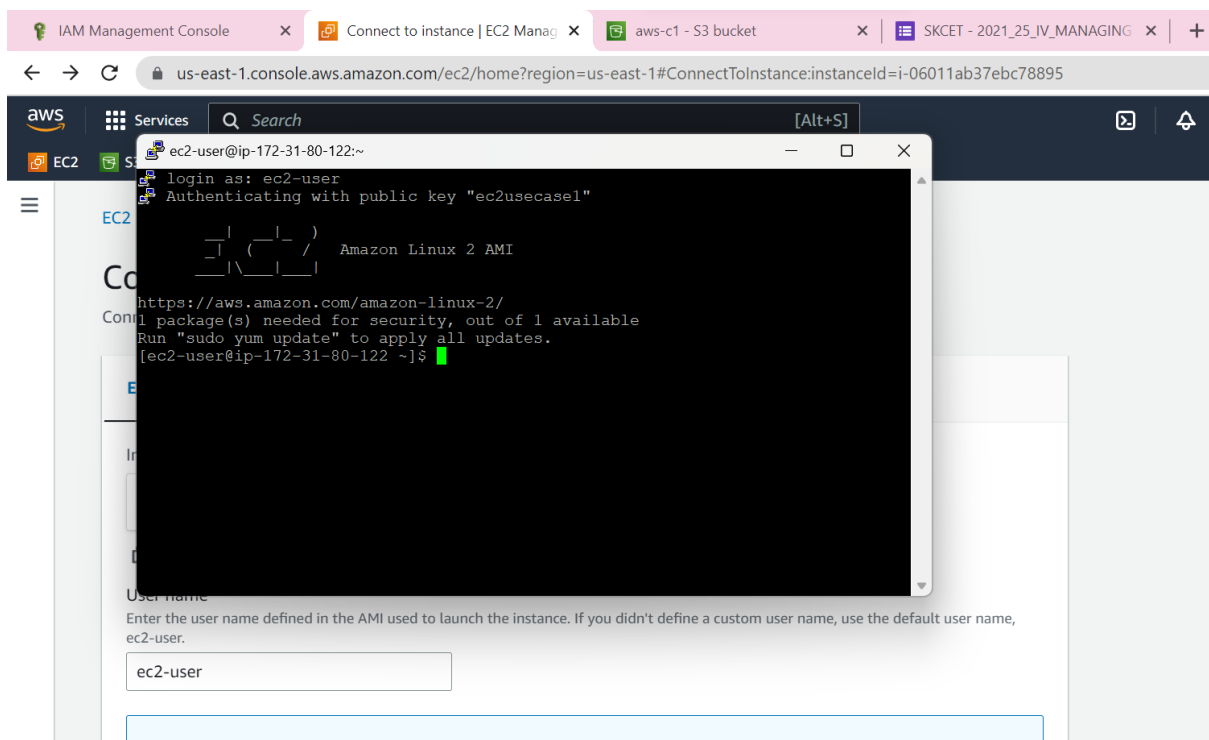 IAM Management Console
Connect to instance | EC2 Manag
aws-c1 - S3 bucket
SKCET - 2021_25_IV_MANAGING
us-east-1.console.aws.amazon.com/ec2/home?region=us-east-1#ConnectToInstance:instanceId=i-06011ab37ebc78895
aws
Services
Search
[Alt+S]
EC2
ec2-user@ip-172-31-80-122:~
login as: ec2-user
Authenticating with public key "ec2usecase1"
Amazon Linux 2 AMI
https://aws.amazon.com/amazon-linux-2/
1 package(s) needed for security, out of 1 available
Run "sudo yum update" to apply all updates.
[ec2-user@ip-172-31-80-122 ~]$
EC2
User name
Enter the user name defined in the AMI used to launch the instance. If you didn't define a custom user name, use the default user name,
ec2-user.
ec2-user